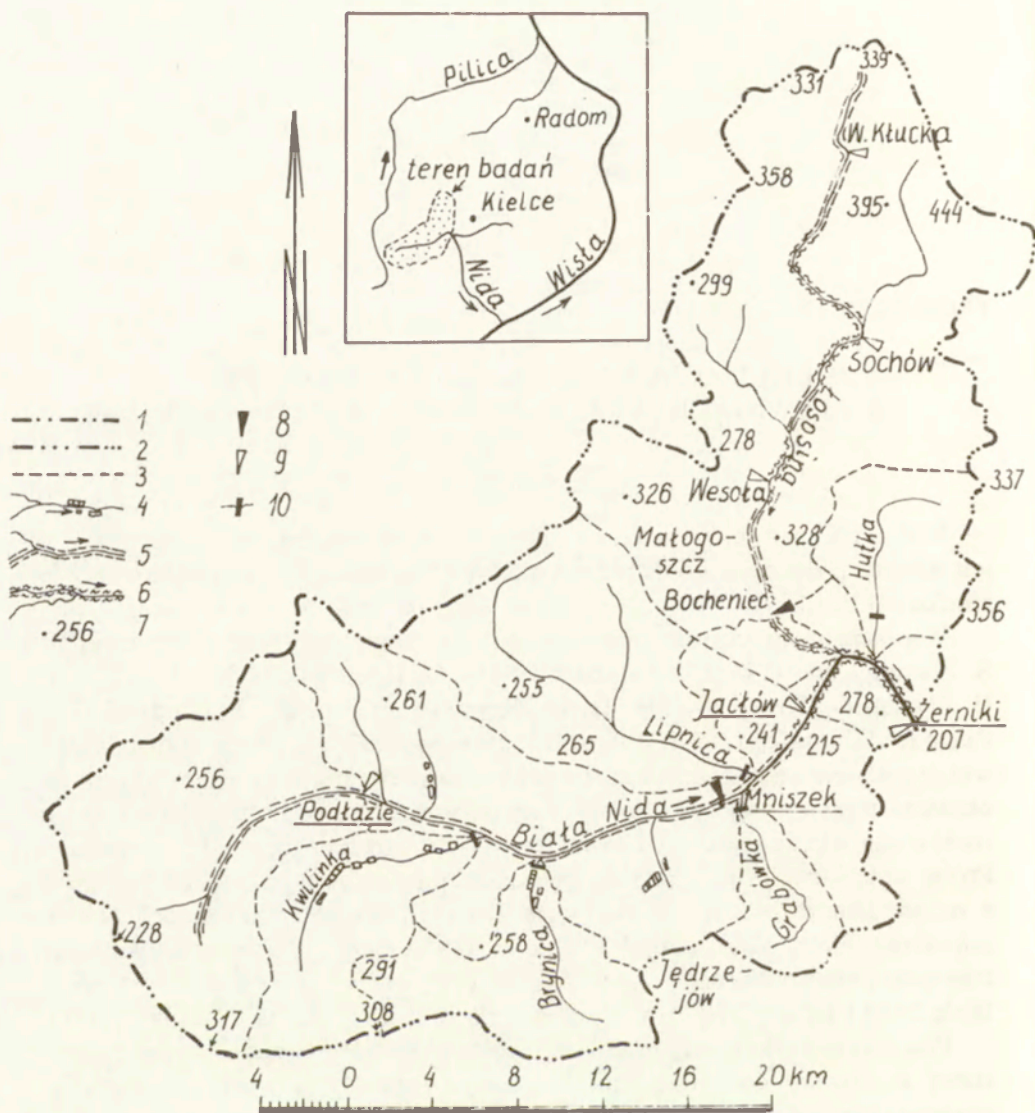 Pilica
Radom
teren badań
Kielce
Nida
Wisła
339
331
W. Kłucka
358
395
444
299
Sochów
Łososina
278
Wesoła
337
326
328
Małogo-
szcz
Hutka
Bocheniec
356
1
2
3
4
5
6
7
256
8
9
10
261
255
Jacłów
278
Żerniki
265
Lipnica
241
215
207
256
Podłazie
Biała Nida
Mniszek
Kwilinka
Grabówka
228
258
291
Brynica
Jędrze-
jów
317
308
4 0 4 8 12 16 20 km